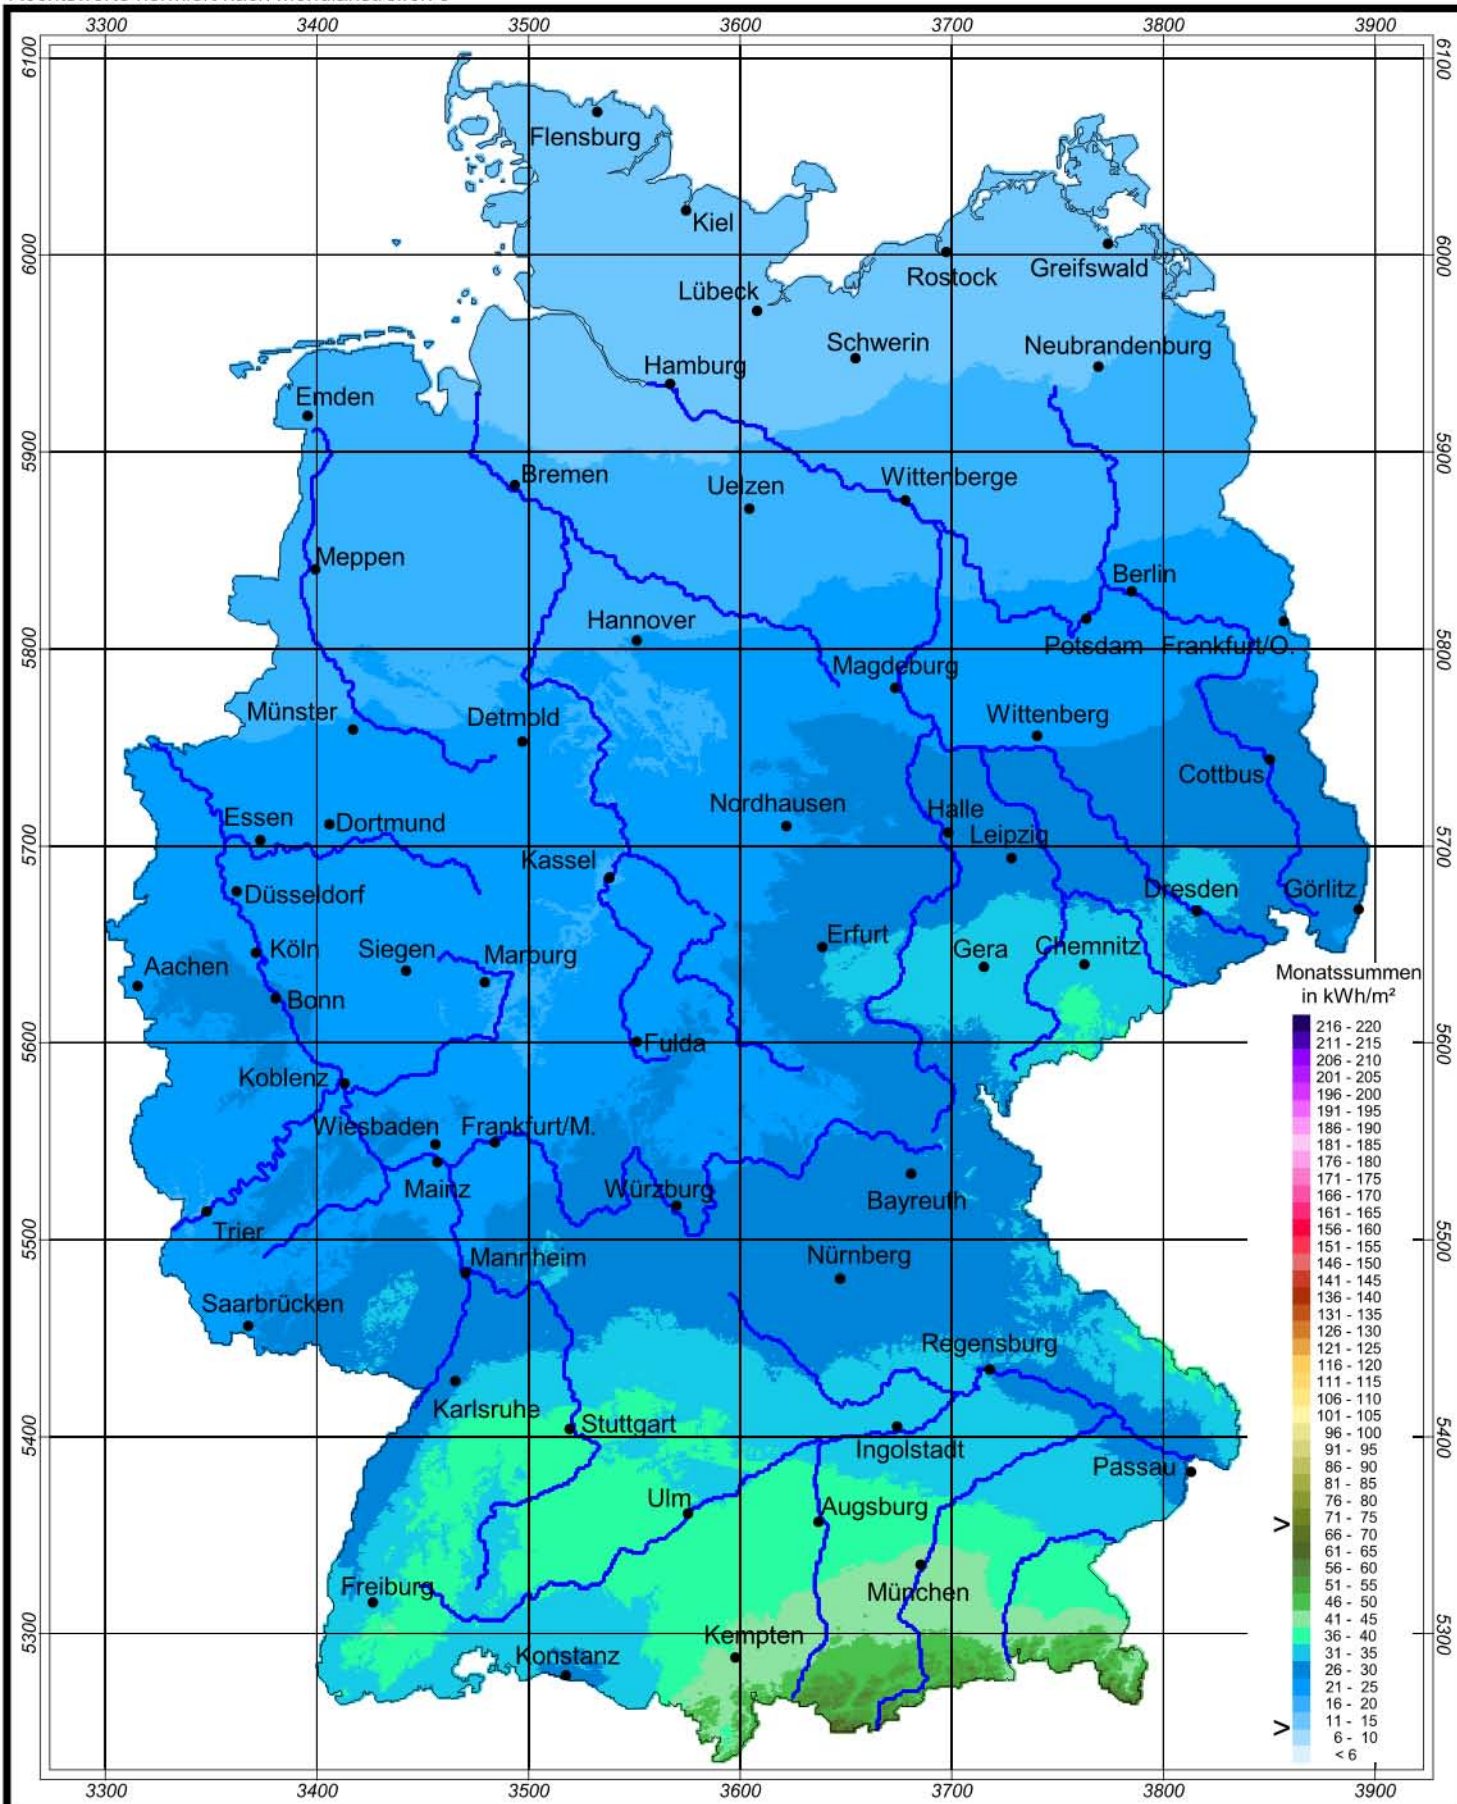 3300 3400 3500 3600 3700 3800 3900
6100 6100
Flensburg
Kiel
6000 6000
Rostock
Greifswald
Lübeck
Schwerin
Neubrandenburg
Hamburg
Emden
5900 5900
Bremen
Uelzen
Wittenberge
Meppen
Berlin
Hannover
5800 Potsdam Frankfurt/O. 5800
Magdeburg
Münster
Detmold
Wittenberg
Cottbus
Nordhausen
Halle
Essen
Dortmund
Leipzig
5700 5700
Kassel
Düsseldorf
Dresden
Görlitz
Köln
Siegen
Marburg
Erfurt
Gera
Chemnitz
Aachen
Monatssummen
in kWh/m²
Bonn
5600 Fulda 5600
Koblenz
Wiesbaden
Frankfurt/M.
Mainz
Würzburg
Bayreuth
Trier
5500 5500
Mannheim
Nürnberg
Saarbrücken
Regensburg
Karlsruhe
Stuttgart
5400 5400
Ingolstadt
Passau
Ulm
Augsburg
Freiburg
München
5300 5300
Kempten
Konstanz
216 - 220
211 - 215
206 - 210
201 - 205
196 - 200
191 - 195
186 - 190
181 - 185
176 - 180
171 - 175
166 - 170
161 - 165
156 - 160
151 - 155
146 - 150
141 - 145
136 - 140
131 - 135
126 - 130
121 - 125
116 - 120
111 - 115
106 - 110
101 - 105
96 - 100
91 - 95
86 - 90
81 - 85
76 - 80
71 - 75
> 66 - 70
61 - 65
56 - 60
51 - 55
46 - 50
41 - 45
36 - 40
31 - 35
26 - 30
21 - 25
16 - 20
11 - 15
> 6 - 10
< 6
3300 3400 3500 3600 3700 3800 3900